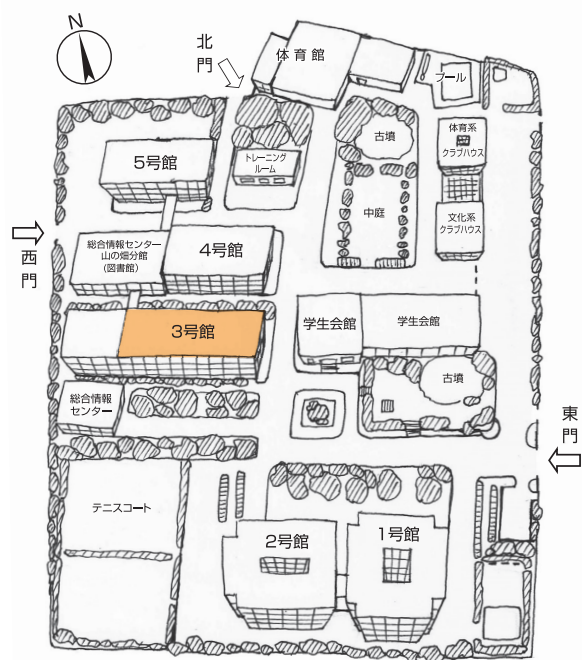 N
北門
体育館
プール
古墳
体育系
クラブハウス
トレーニング
ルーム
5号館
中庭
文化系
クラブハウス
西門
総合情報センター
山の畑分館
(図書館)
4号館
学生会館
学生会館
3号館
古墳
総合情報
センター
東門
テニスコート
2号館
1号館